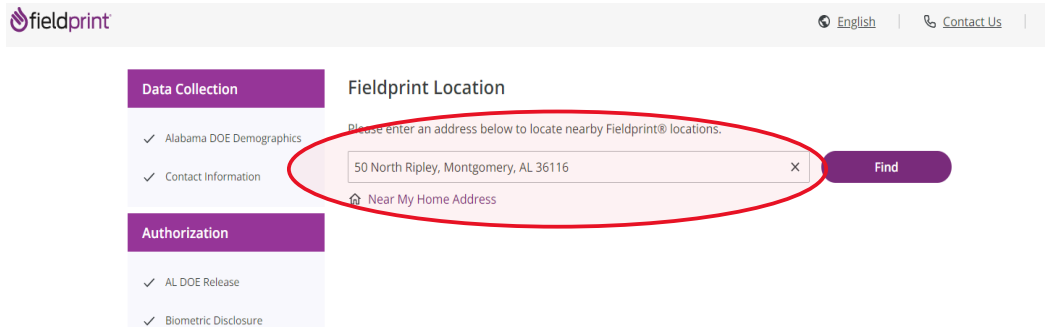 fieldprint
English
Contact Us
Data Collection
Alabama DOE Demographics
Contact Information
Authorization
AL DOE Release
Biometric Disclosure
Fieldprint Location
Please enter an address below to locate nearby Fieldprint® locations.
50 North Ripley, Montgomery, AL 36116
Find
Near My Home Address